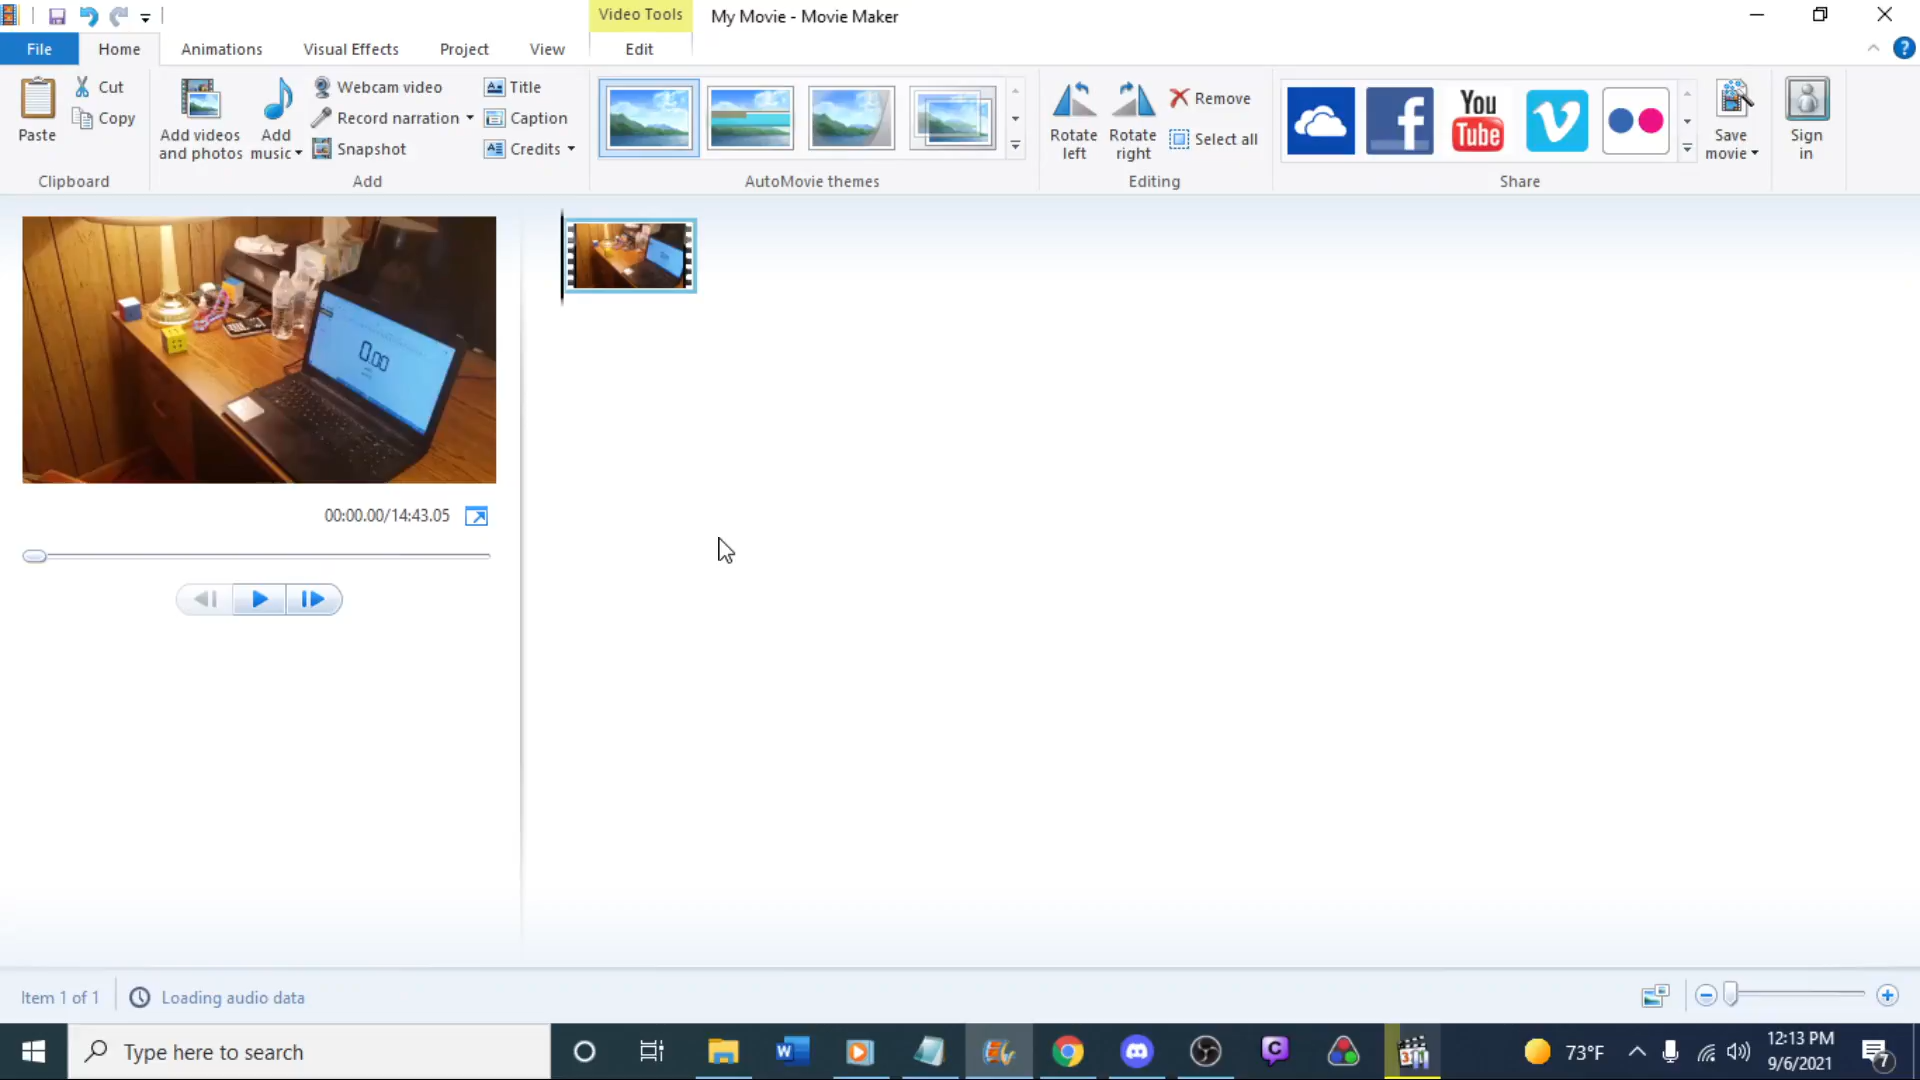 Video Tools
My Movie - Movie Maker
File
Home
Animations
Visual Effects
Project
View
Edit
Paste
Cut
Copy
Clipboard
Add videos
and photos
Add
music
Webcam video
Record narration
Snapshot
Title
Caption
Credits
Add
AutoMovie themes
Rotate
left
Rotate
right
Remove
Select all
Editing
You
Tube
Share
Save
movie
Sign
in
0.00
00:00.00/14:43.05
Item 1 of 1
Loading audio data
Type here to search
73°F
12:13 PM
9/6/2021
7